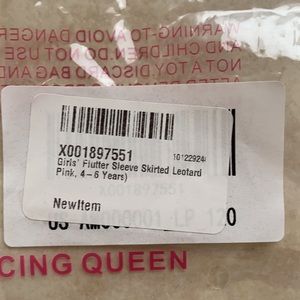 WARNING-TO AVOID DANGER
AND CHILDREN.DO NOT USE
NOT A TOY.DISCARD BAG AND
X001897551
Girls' Flutter Sleeve Skirted Leotard
Pink, 4-6 Years)
X001897551
NewItem
CING QUEEN